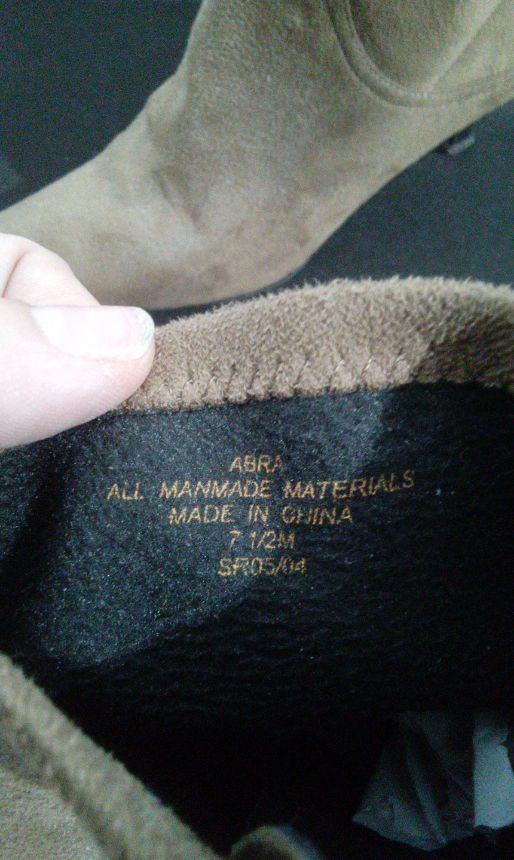 ABRA
ALL MANMADE MATERIALS
MADE IN CHINA
7 1/2M
SR05/04